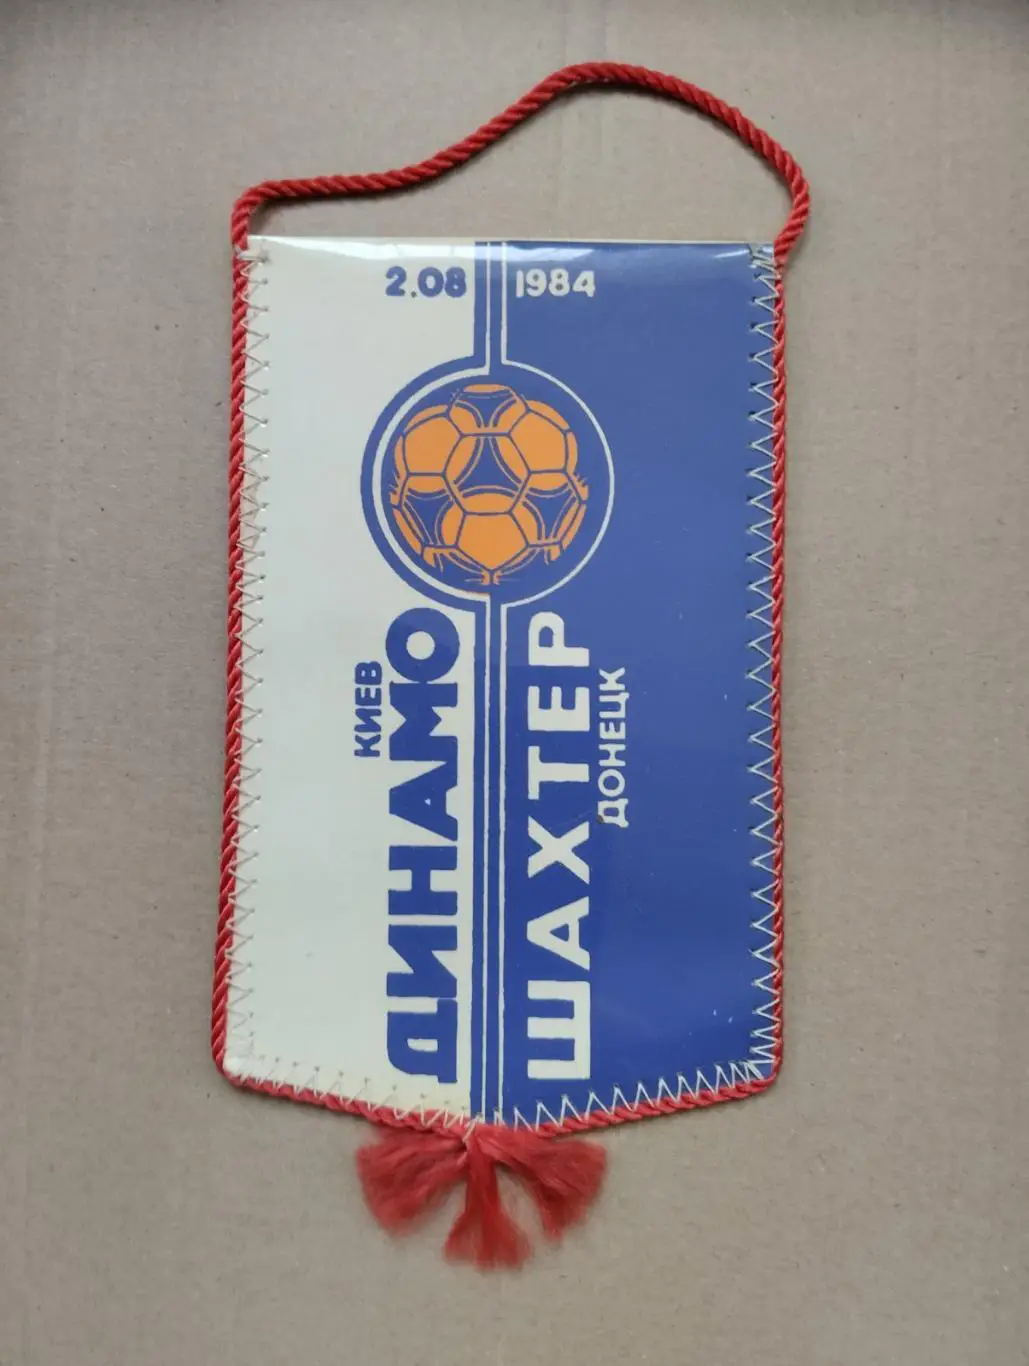 2.08 1984
КИЕВ
ДИНАМО
ШАХТЕР
ДОНЕЦК